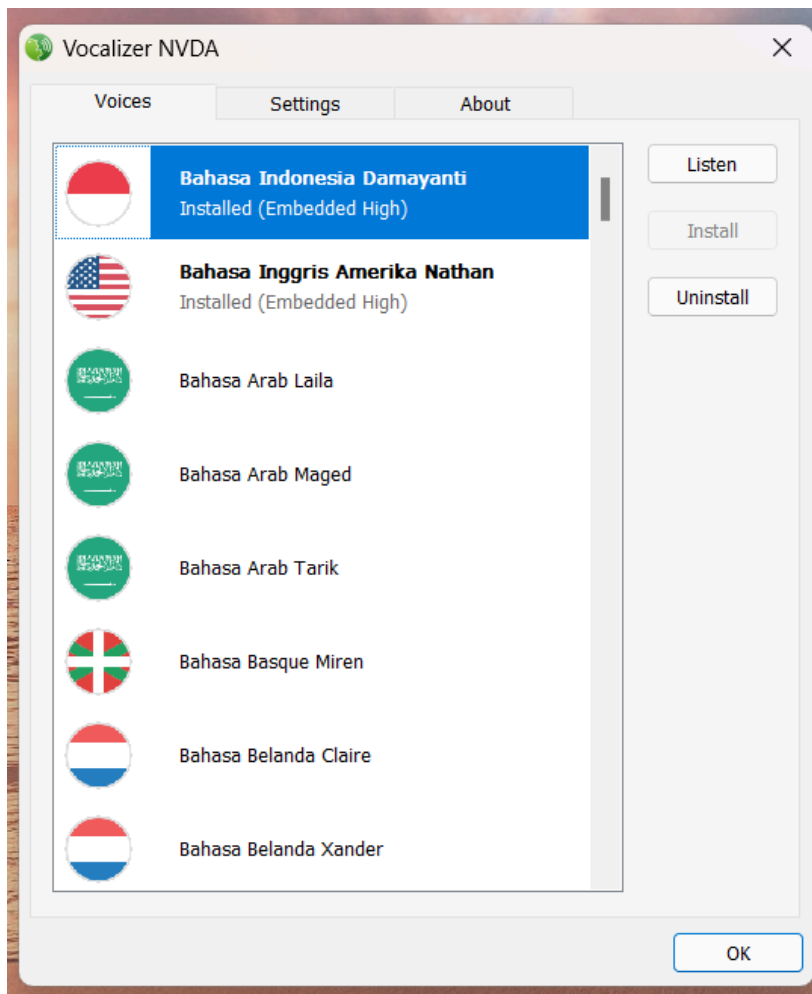 Vocalizer NVDA
Voices
Settings
About
Bahasa Indonesia Damayanti
Installed (Embedded High)
Bahasa Inggris Amerika Nathan
Installed (Embedded High)
Bahasa Arab Laila
Bahasa Arab Maged
Bahasa Arab Tarik
Bahasa Basque Miren
Bahasa Belanda Claire
Bahasa Belanda Xander
Listen
Install
Uninstall
OK